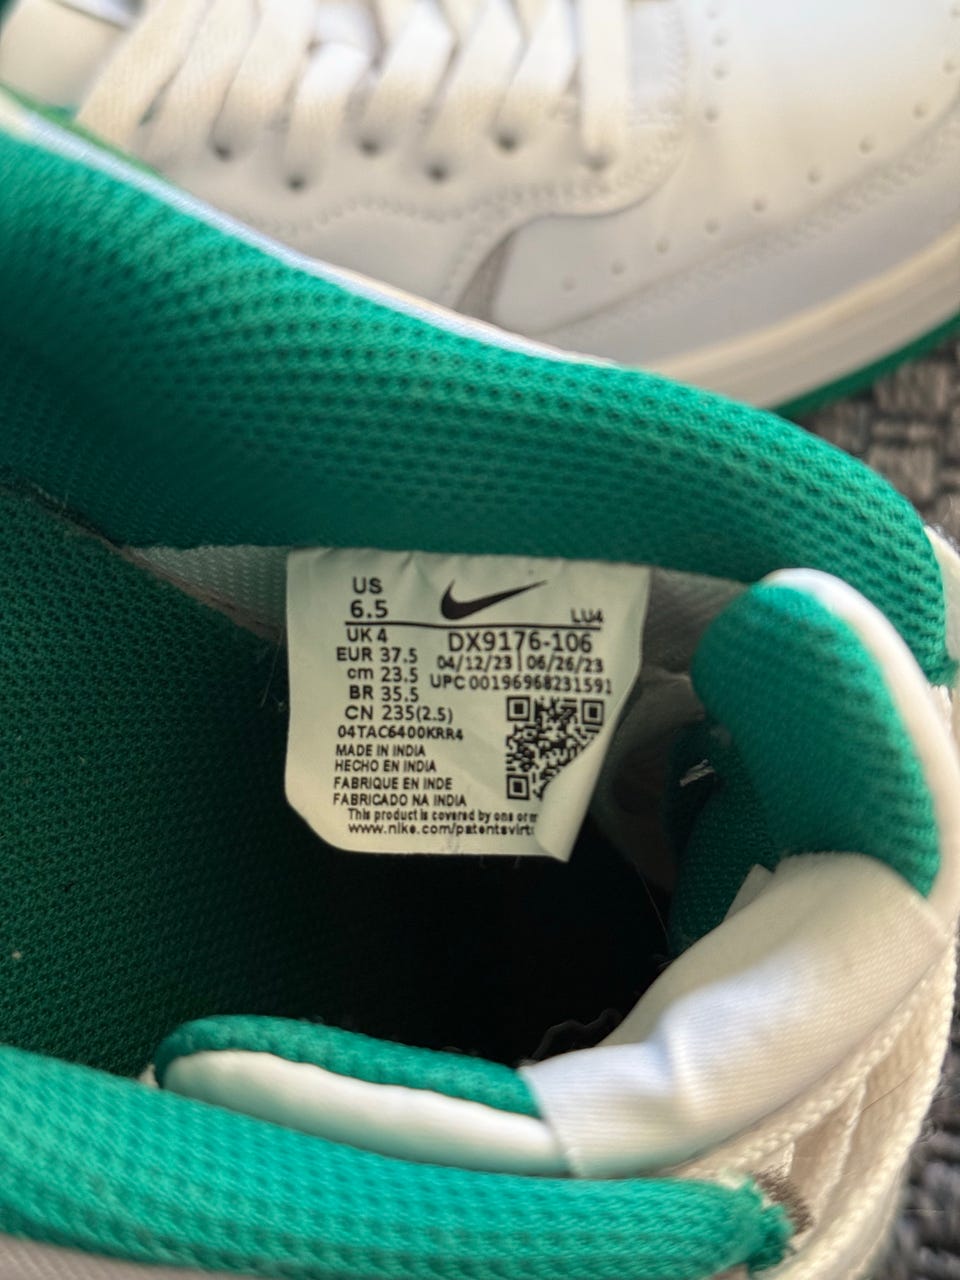 US
6.5
LU4
UK 4
EUR 37.5
cm 23.5
BR 35.5
CN 235(2.5)
DX9176-106
04/12/23 | 06/26/23
UPC 00196968231591
04TAC6400KRR4
MADE IN INDIA
HECHO EN INDIA
FABRIQUE EN INDE
FABRICADO NA INDIA
This product is covered by one or
www.nike.com/patents